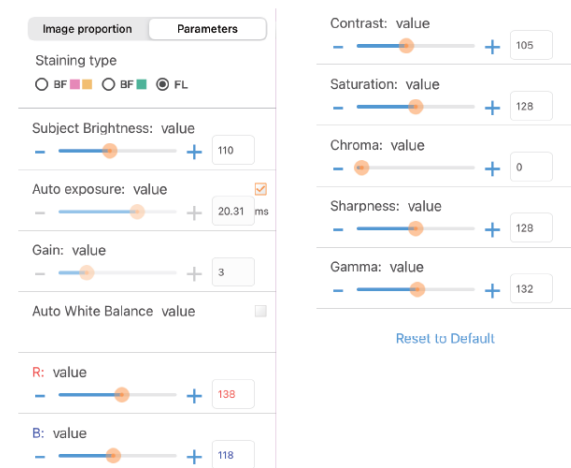 Image proportion Parameters
Staining type
BF BF FL
Subject Brightness: value
- + 110
Auto exposure: value
- + 20.31 ms
Gain: value
- + 3
Auto White Balance value
R: value
- + 138
B: value
- + 118
Contrast: value
- + 105
Saturation: value
- + 128
Chroma: value
- + 0
Sharpness: value
- + 128
Gamma: value
- + 132
Reset to Default